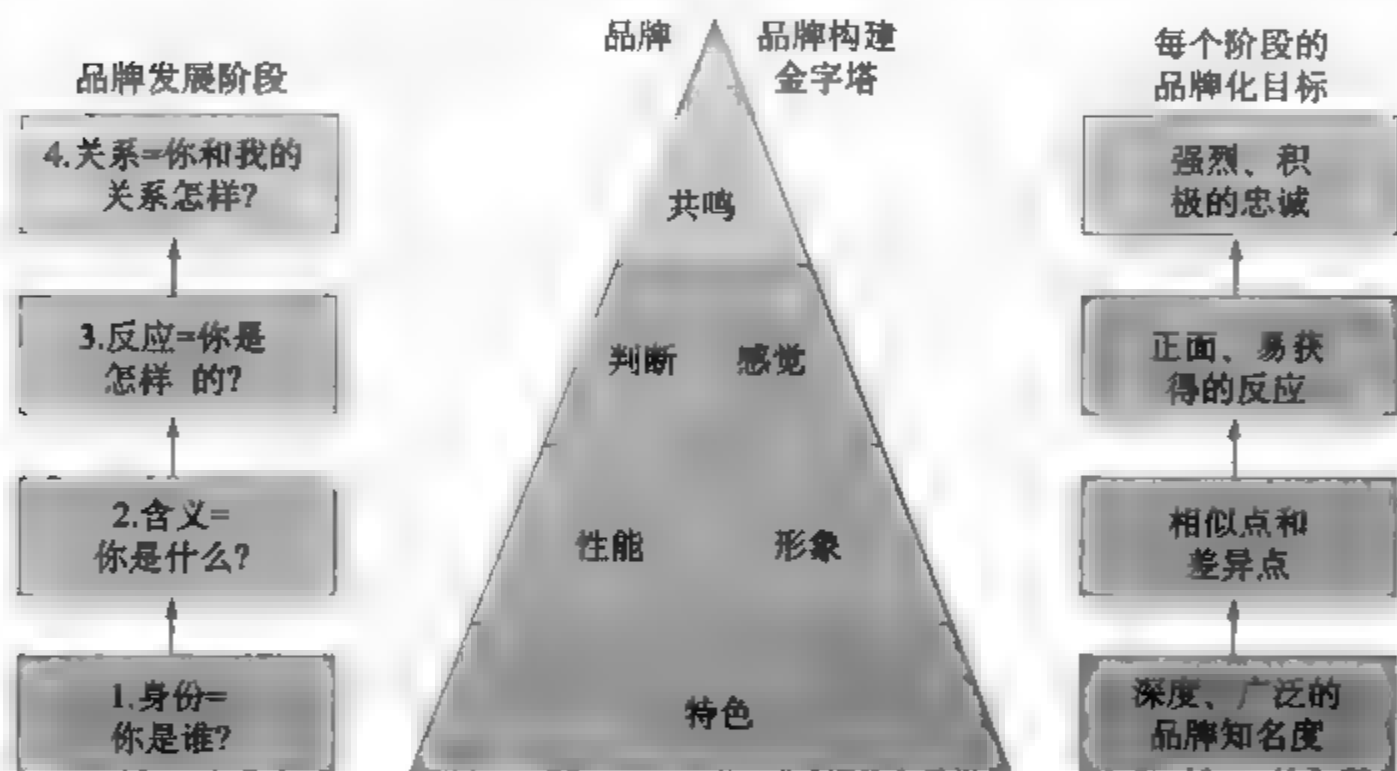 品牌发展阶段
4.关系=你和我的
关系怎样?
3.反应=你是
怎样 的?
2.含义=
你是什么?
1.身份=
你是谁?
品牌
品牌构建
金字塔
共鸣
判断 感觉
性能 形象
特色
每个阶段的
品牌化目标
强烈、积
极的忠诚
正面、易获
得的反应
相似点和
差异点
深度、广泛的
品牌知名度